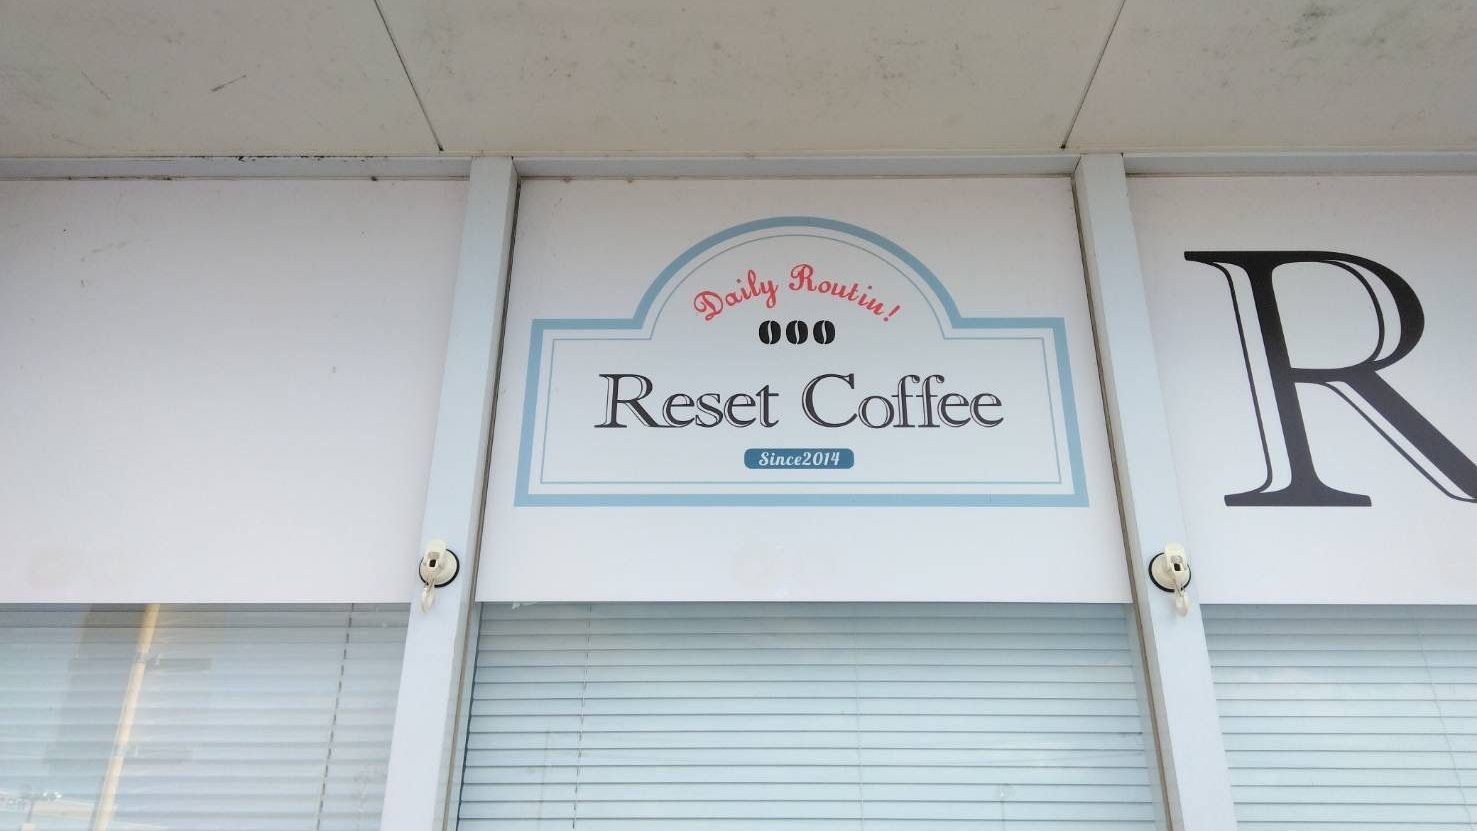 Daily Routin!
Reset Coffee
Since2014
R